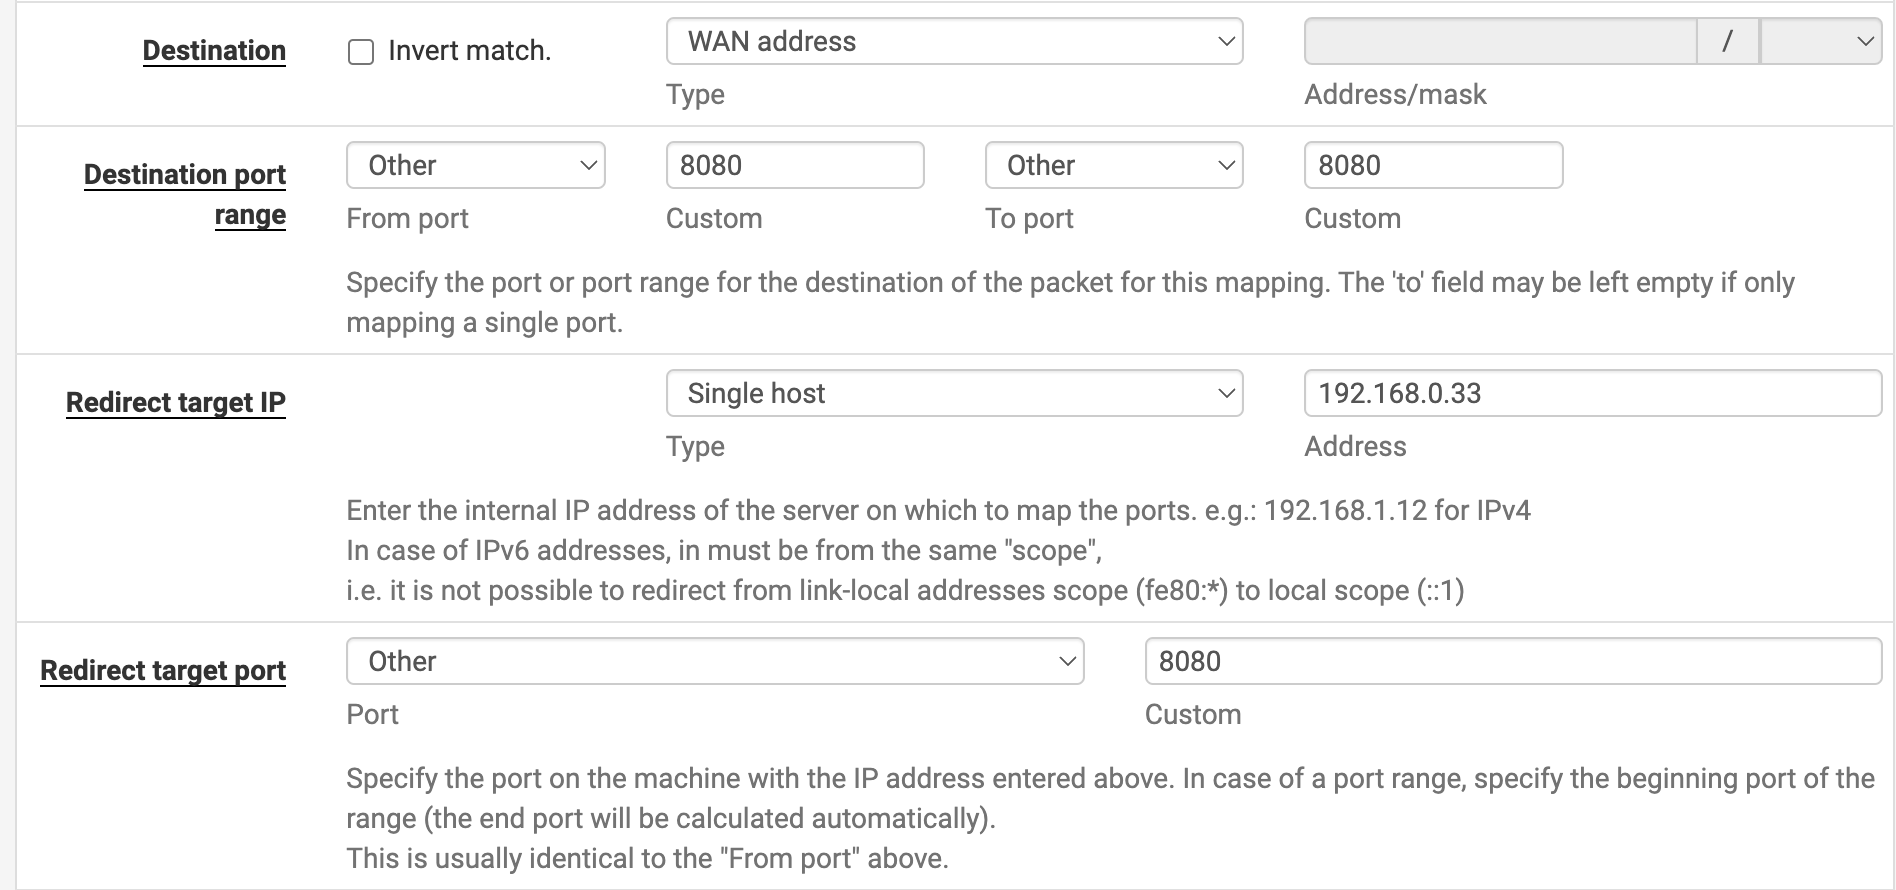 Destination
Invert match.
WAN address
/
Type
Address/mask
Destination port
range
Other
8080
Other
8080
From port
Custom
To port
Custom
Specify the port or port range for the destination of the packet for this mapping. The 'to' field may be left empty if only
mapping a single port.
Redirect target IP
Single host
192.168.0.33
Type
Address
Enter the internal IP address of the server on which to map the ports. e.g.: 192.168.1.12 for IPv4
In case of IPv6 addresses, in must be from the same "scope",
i.e. it is not possible to redirect from link-local addresses scope (fe80:*) to local scope (::1)
Redirect target port
Other
8080
Port
Custom
Specify the port on the machine with the IP address entered above. In case of a port range, specify the beginning port of the
range (the end port will be calculated automatically).
This is usually identical to the "From port" above.